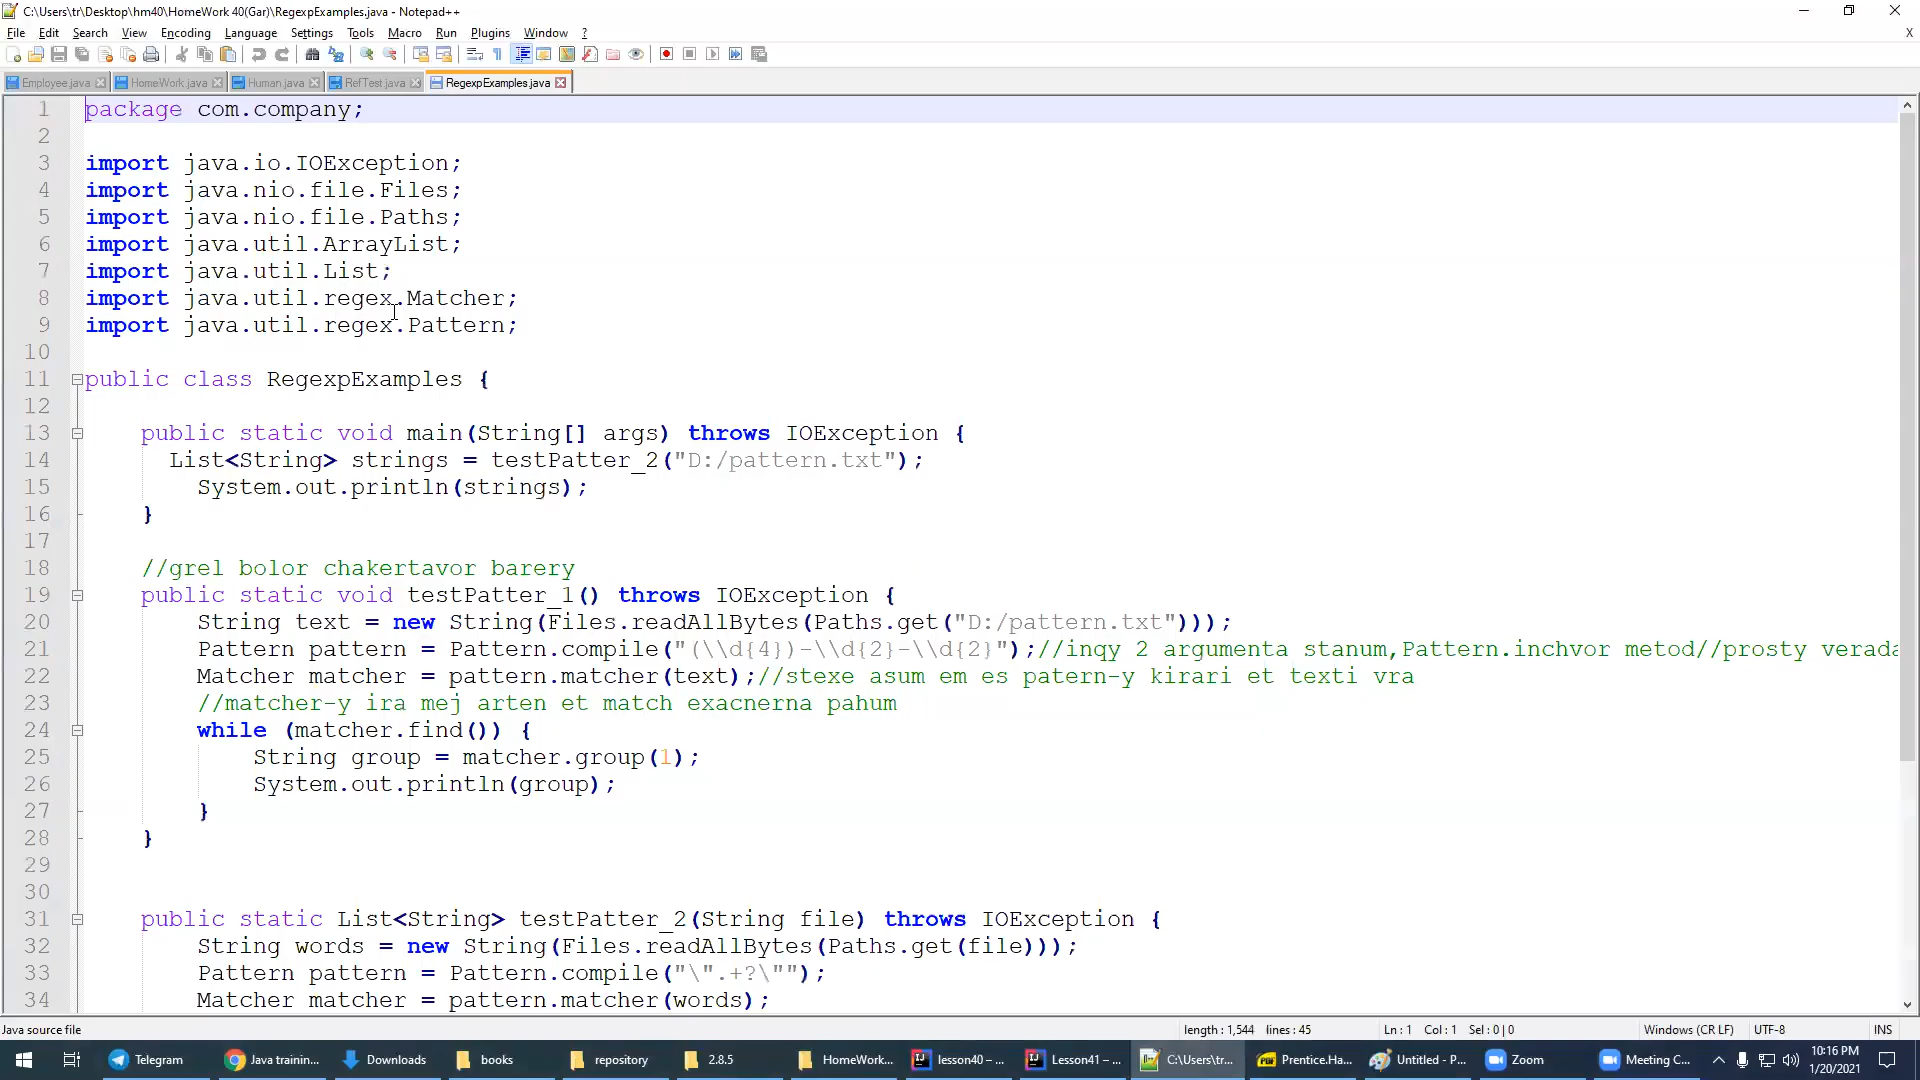 C:\Users\tr\Desktop\hm40\HomeWork 40(Gar)\RegexpExamples.java - Notepad++
File Edit Search View Encoding Language Settings Tools Macro Run Plugins Window ? X
Employee.java HomeWork.java Human.java RefTest.java RegexpExamples.java
1 package com.company;
2
3 import java.io.IOException;
4 import java.nio.file.Files;
5 import java.nio.file.Paths;
6 import java.util.ArrayList;
7 import java.util.List;
8 import java.util.regex.Matcher;
9 import java.util.regex.Pattern;
10
11 public class RegexpExamples {
12
13 public static void main(String[] args) throws IOException {
14 List<String> strings = testPatter_2("D:/pattern.txt");
15 System.out.println(strings);
16 }
17
18 //grel bolor chakertavor barery
19 public static void testPatter_1() throws IOException {
20 String text = new String(Files.readAllBytes(Paths.get("D:/pattern.txt")));
21 Pattern pattern = Pattern.compile("(\\d{4})-\\d{2}-\\d{2}");//inqy 2 argumenta stanum,Pattern.inchvor metod//prosty verada
22 Matcher matcher = pattern.matcher(text);//stexe asum em es patern-y kirari et texti vra
23 //matcher-y ira mej arten et match exacnerna pahum
24 while (matcher.find()) {
25 String group = matcher.group(1);
26 System.out.println(group);
27 }
28 }
29
30
31 public static List<String> testPatter_2(String file) throws IOException {
32 String words = new String(Files.readAllBytes(Paths.get(file)));
33 Pattern pattern = Pattern.compile("\".+?\"");
34 Matcher matcher = pattern.matcher(words);
Java source file length : 1,544 lines : 45 Ln : 1 Col : 1 Sel : 0 | 0 Windows (CR LF) UTF-8 INS
Telegram Java trainin... Downloads books repository 2.8.5 HomeWork... lesson40 – ... Lesson41 – ... C:\Users\tr... Prentice.Ha... Untitled - P... Zoom Meeting C... 10:16 PM
1/20/2021